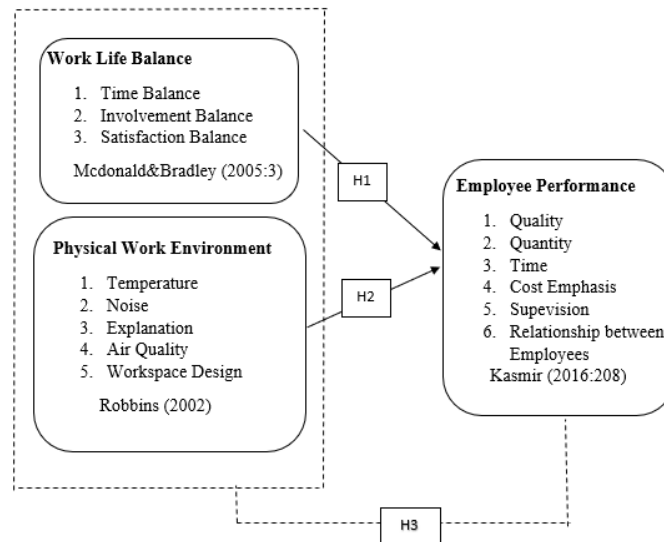 Work Life Balance
1. Time Balance
2. Involvement Balance
3. Satisfaction Balance
Mcdonald&Bradley (2005:3)
H1
Physical Work Environment
1. Temperature
2. Noise
3. Explanation
4. Air Quality
5. Workspace Design
Robbins (2002)
H2
Employee Performance
1. Quality
2. Quantity
3. Time
4. Cost Emphasis
5. Supevision
6. Relationship between
Employees
Kasmir (2016:208)
H3